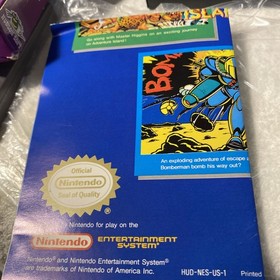 ISLA
Go along with Master Higgins on an exciting journey
on Adventure Island!
BOM
An exploding adventure of escape a
Bomberman bomb his way out?
Official
Nintendo
Seal of Quality
for play on the
Nintendo ENTERTAINMENT
SYSTEM®
Nintendo® and Nintendo Entertainment System®
are trademarks of Nintendo of America Inc.
HUD-NES-US-1
Printed